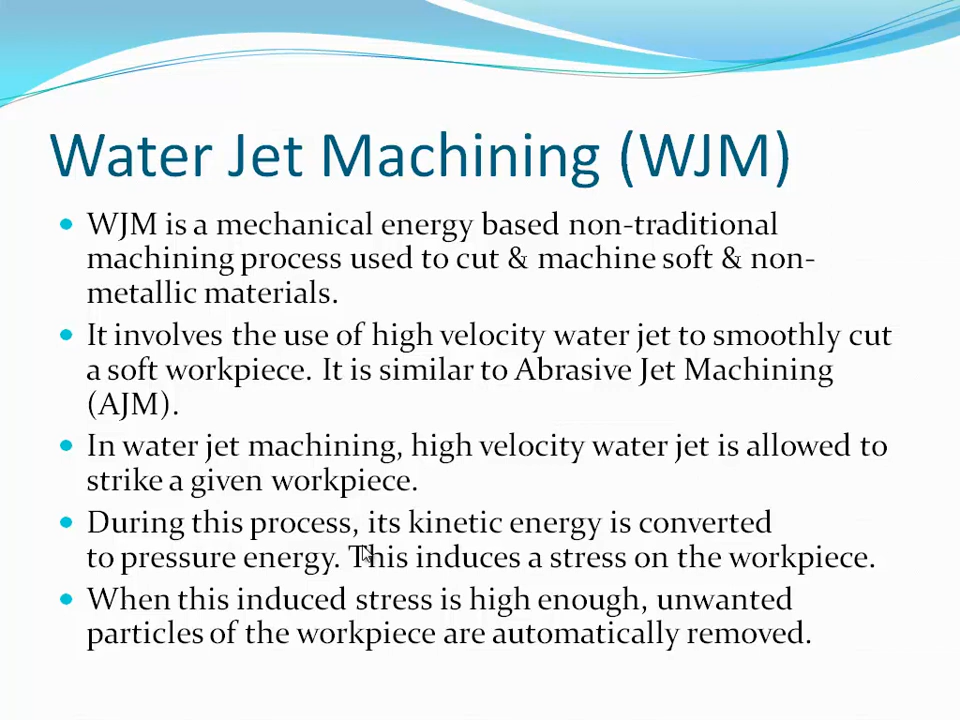 Water Jet Machining (WJM)
• WJM is a mechanical energy based non-traditional
machining process used to cut & machine soft & non-
metallic materials.
• It involves the use of high velocity water jet to smoothly cut
a soft workpiece. It is similar to Abrasive Jet Machining
(AJM).
• In water jet machining, high velocity water jet is allowed to
strike a given workpiece.
• During this process, its kinetic energy is converted
to pressure energy. This induces a stress on the workpiece.
• When this induced stress is high enough, unwanted
particles of the workpiece are automatically removed.